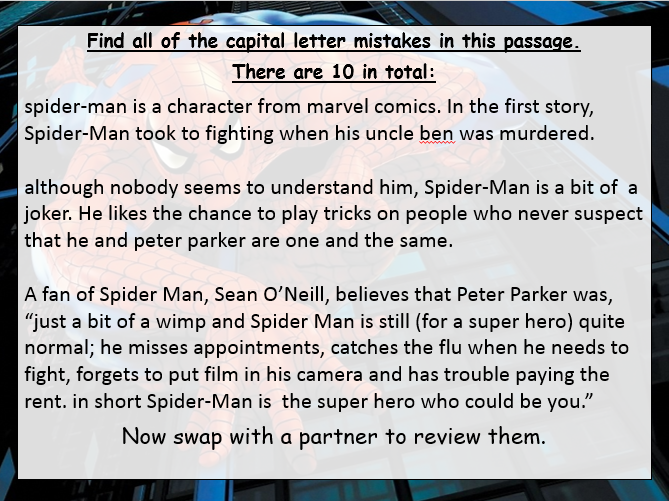 Find all of the capital letter mistakes in this passage.
There are 10 in total:
spider-man is a character from marvel comics. In the first story,
Spider-Man took to fighting when his uncle ben was murdered.
although nobody seems to understand him, Spider-Man is a bit of  a
joker. He likes the chance to play tricks on people who never suspect
that he and peter parker are one and the same.
A fan of Spider Man, Sean O’Neill, believes that Peter Parker was,
“just a bit of a wimp and Spider Man is still (for a super hero) quite
normal; he misses appointments, catches the flu when he needs to
fight, forgets to put film in his camera and has trouble paying the
rent. in short Spider-Man is  the super hero who could be you.”
Now swap with a partner to review them.